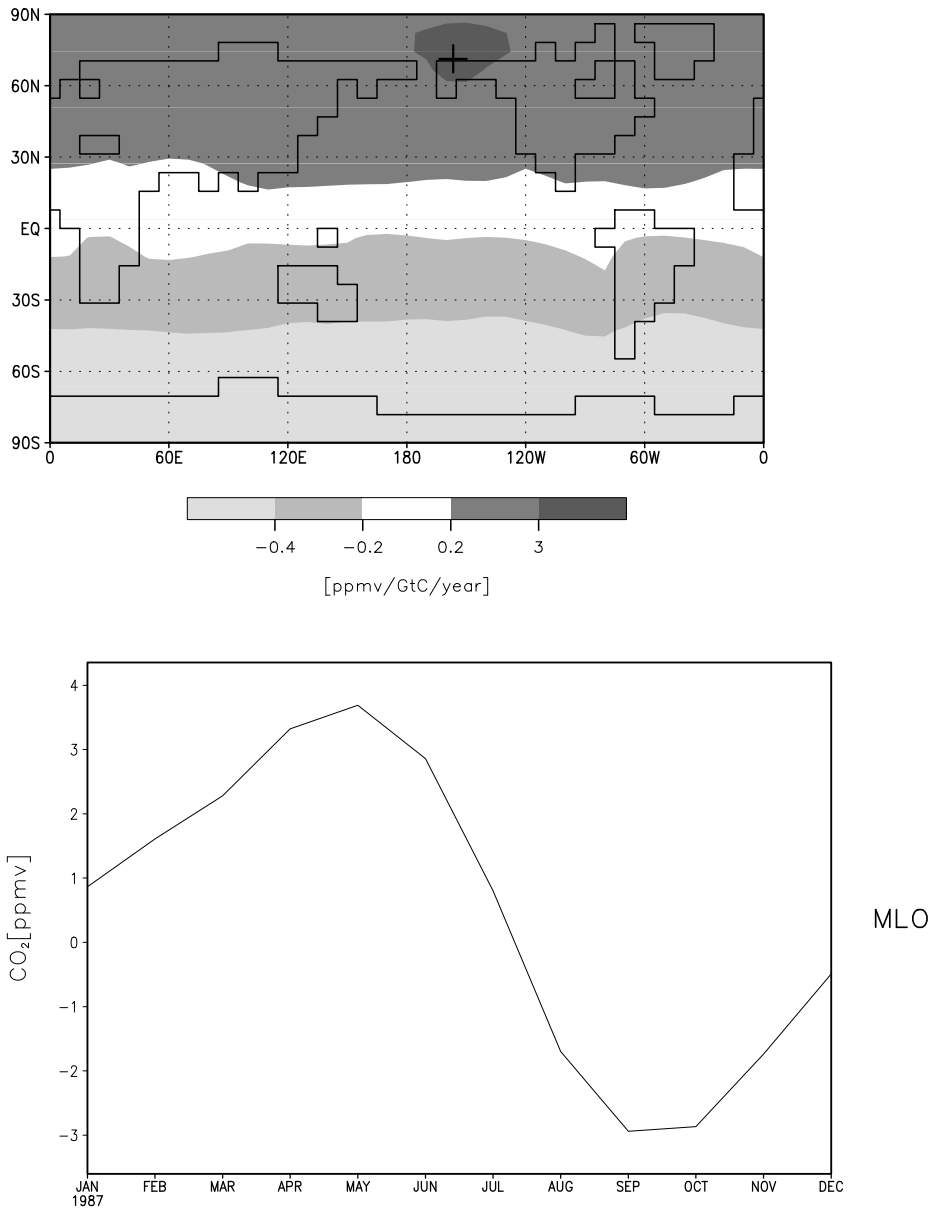 90N
60N
30N
EQ
30S
60S
90S
0 60E 120E 180 120W 60W 0
−0.4 −0.2 0.2 3
[ppmv/GtC/year]
4
3
2
1
0
−1
−2
−3
CO₂[ppmv]
MLO
JAN FEB MAR APR MAY JUN JUL AUG SEP OCT NOV DEC
1987